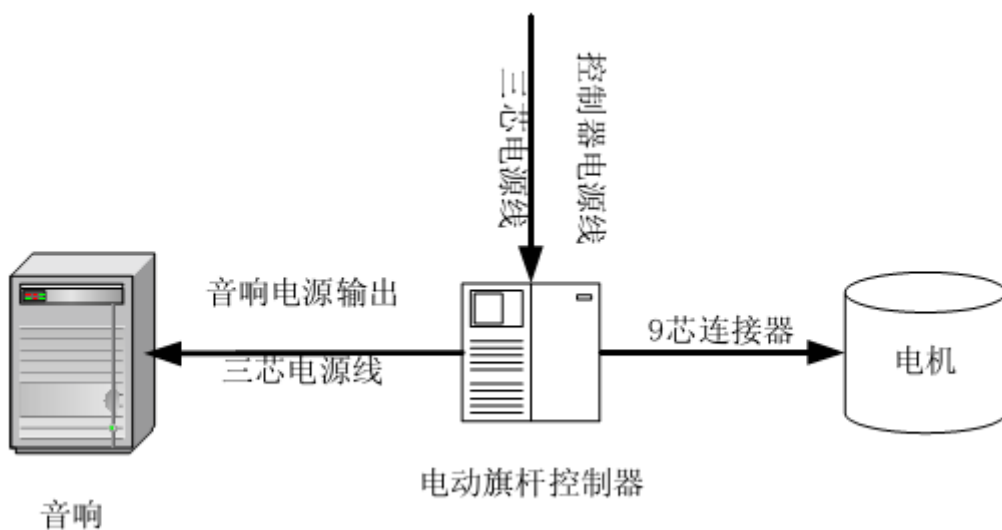 三芯电源线
控制器电源线
音响电源输出
三芯电源线
9芯连接器
电机
电动旗杆控制器
音响